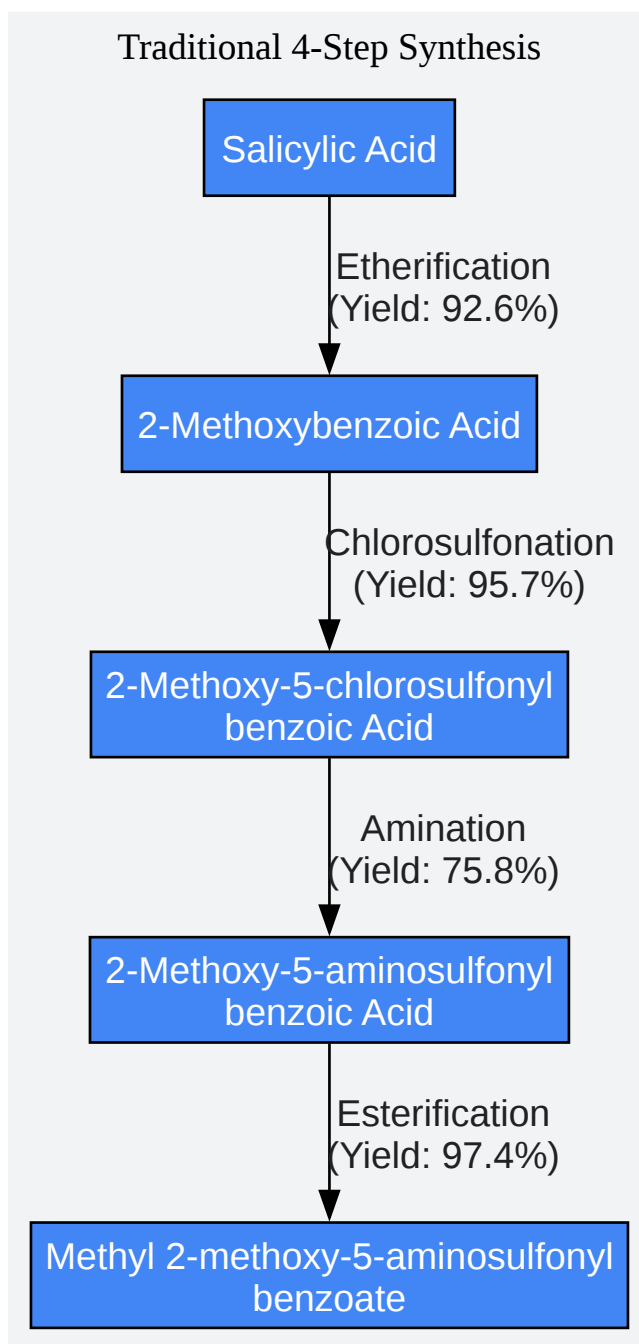 Traditional 4-Step Synthesis
Salicylic Acid
Etherification
(Yield: 92.6%)
2-Methoxybenzoic Acid
Chlorosulfonation
(Yield: 95.7%)
2-Methoxy-5-chlorosulfonyl
benzoic Acid
Amination
(Yield: 75.8%)
2-Methoxy-5-aminosulfonyl
benzoic Acid
Esterification
(Yield: 97.4%)
Methyl 2-methoxy-5-aminosulfonyl
benzoate